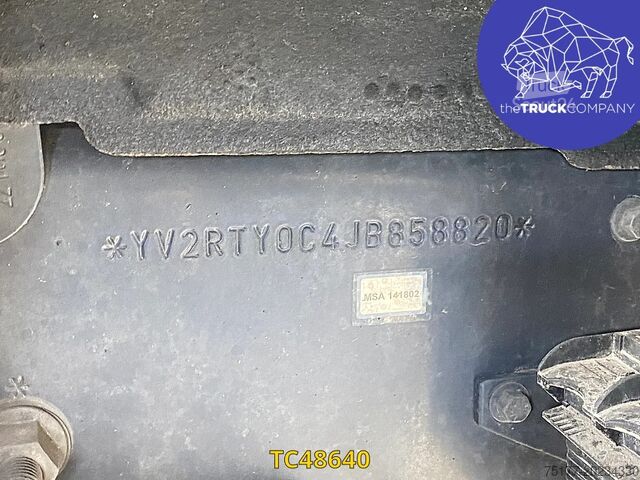 theTRUCKCOMPANY
*YV2RTY0C4JB858820*
MSA 141802
*
TC48640